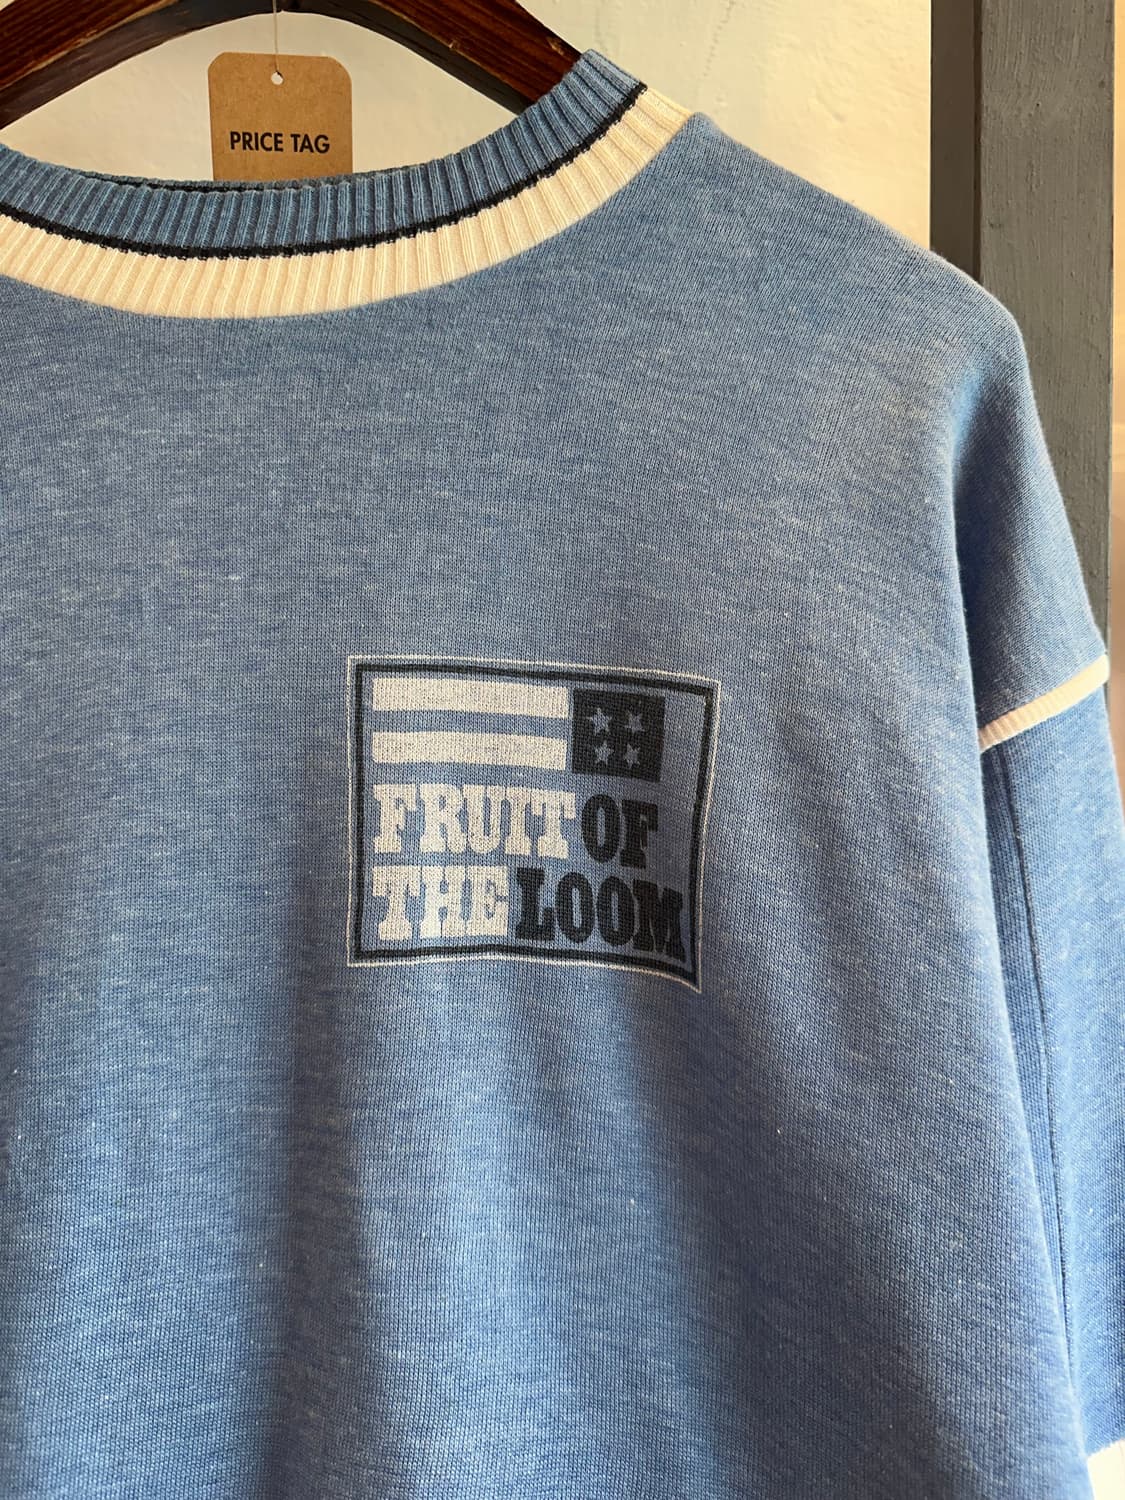 PRICE TAG
FRUIT OF
THE LOOM